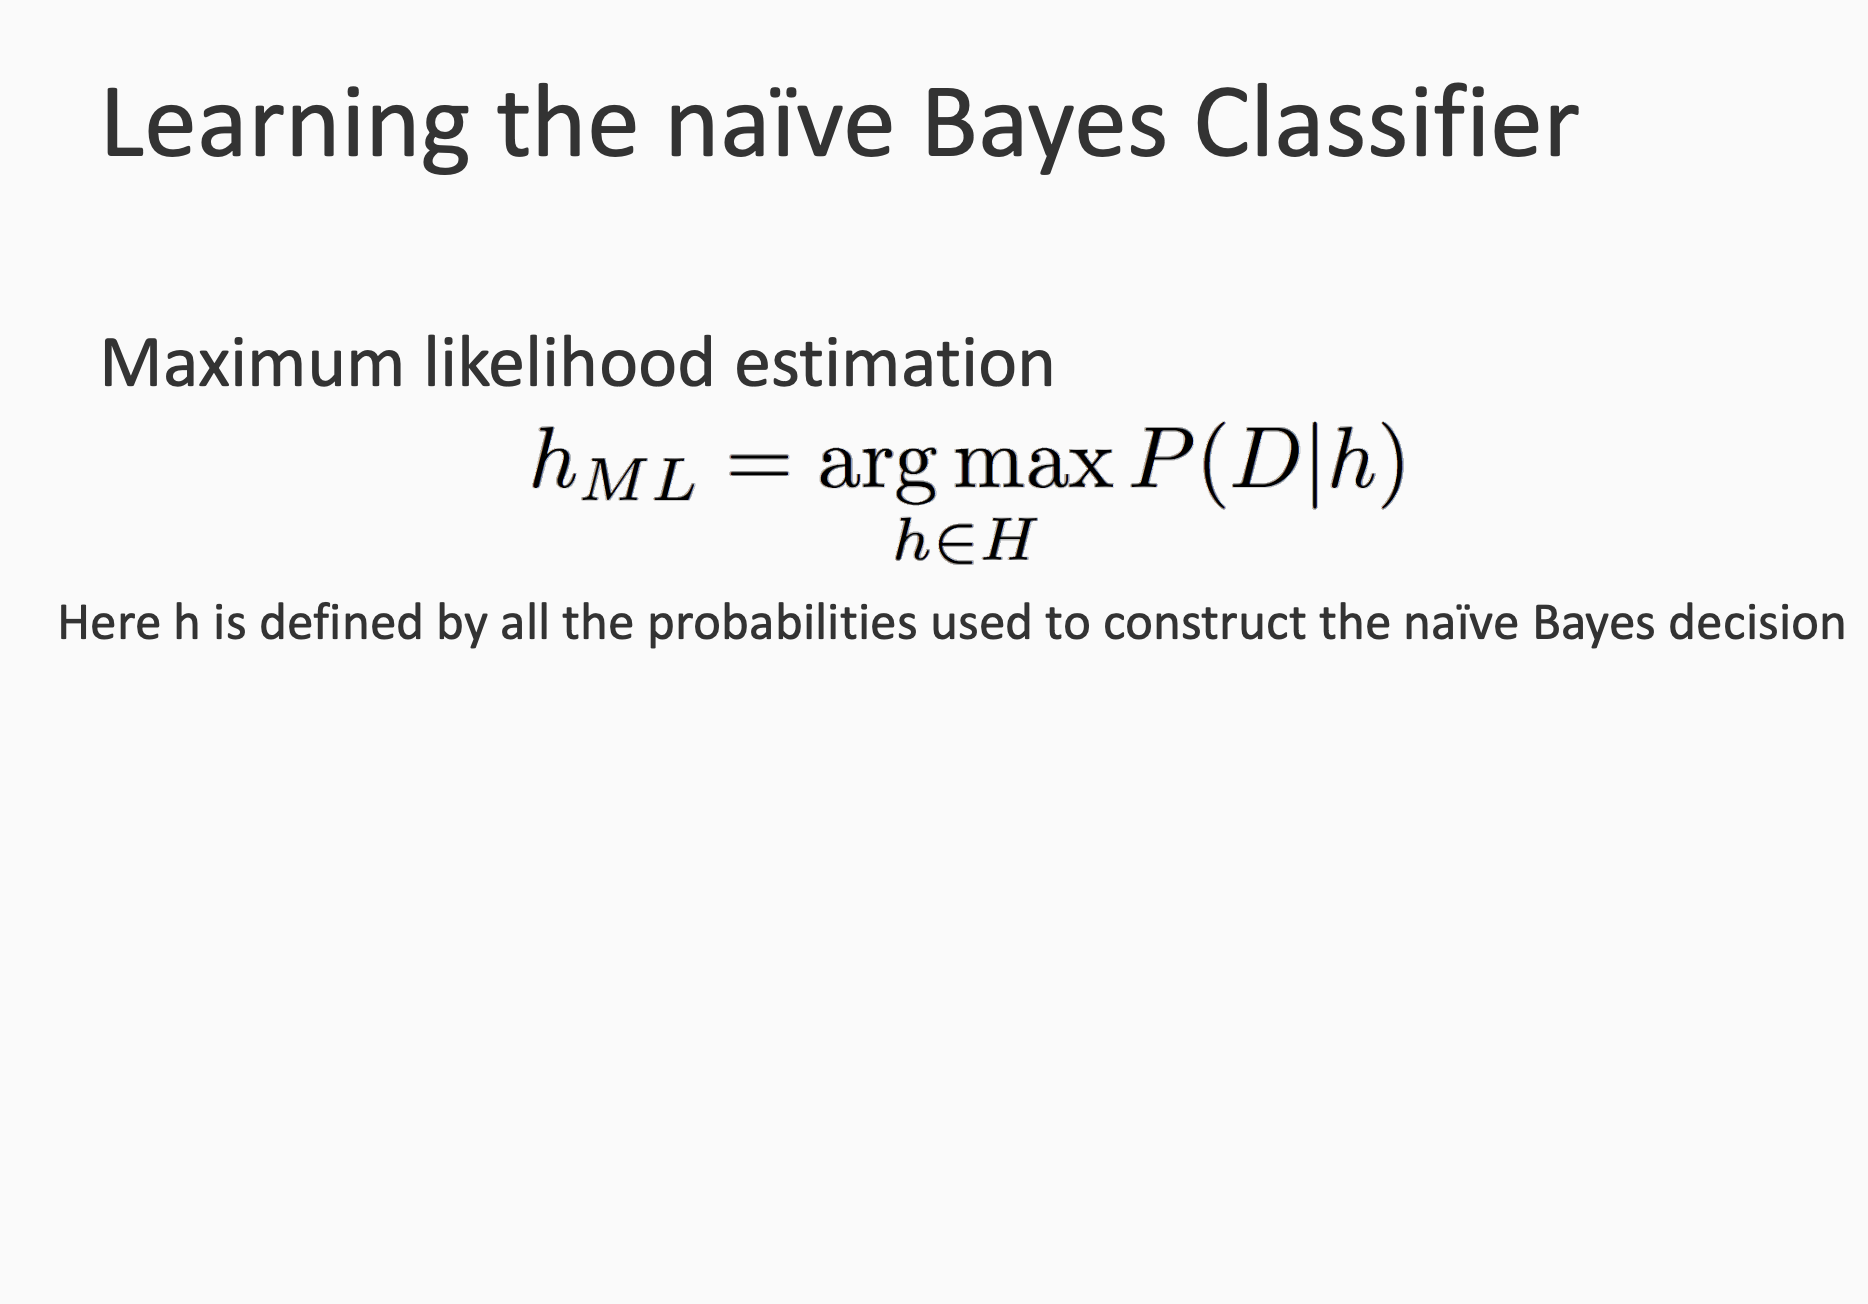 Learning the naïve Bayes Classifier
Maximum likelihood estimation
h_{ML} = arg max P(D|h)
h∈H
Here h is defined by all the probabilities used to construct the naïve Bayes decision